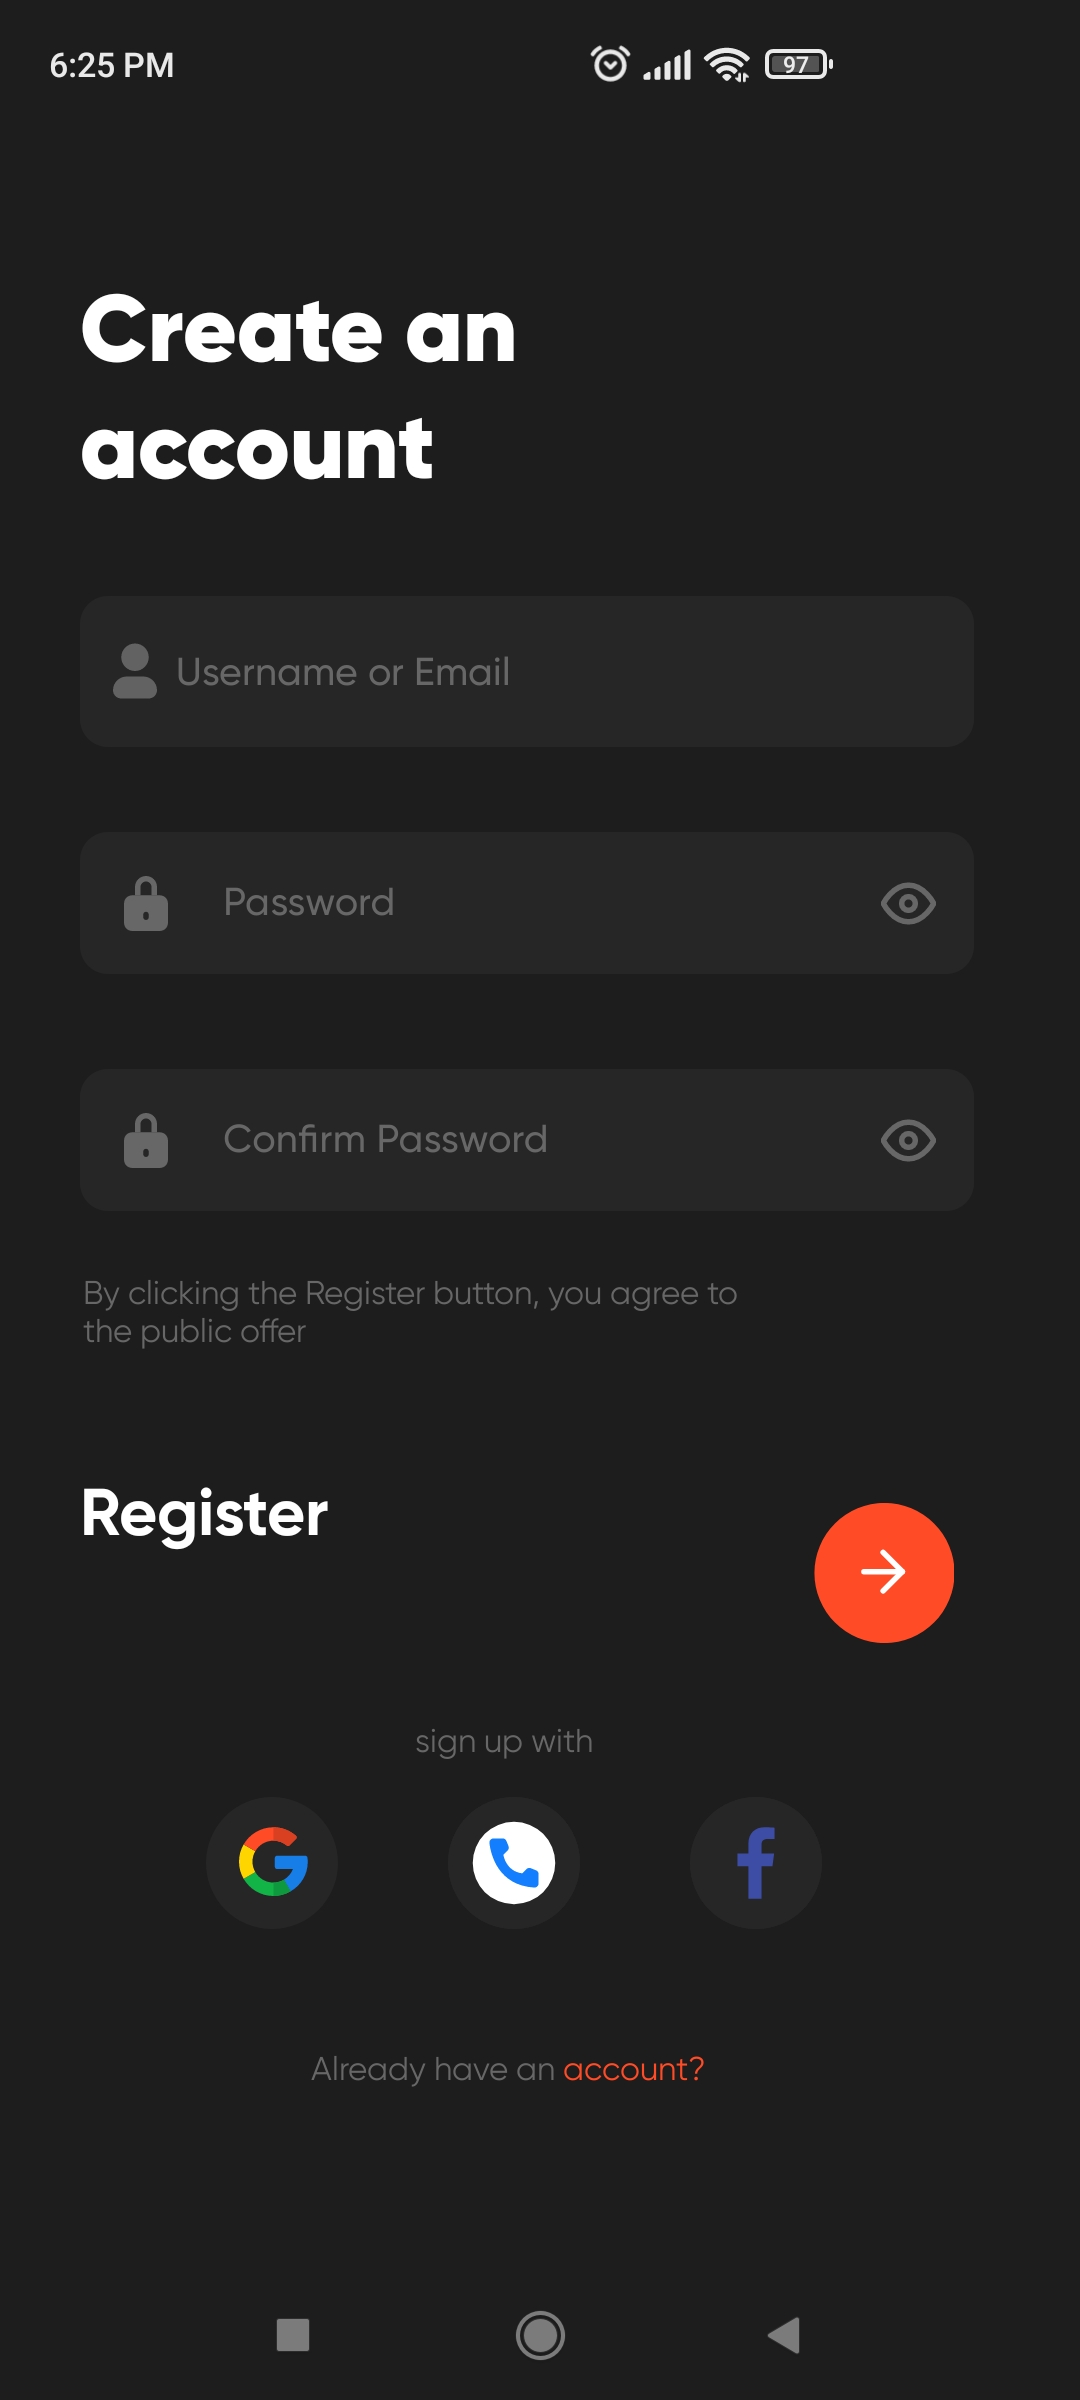 6:25 PM
97
Create an
account
Username or Email
Password
Confirm Password
By clicking the Register button, you agree to
the public offer
Register
sign up with
Already have an account?